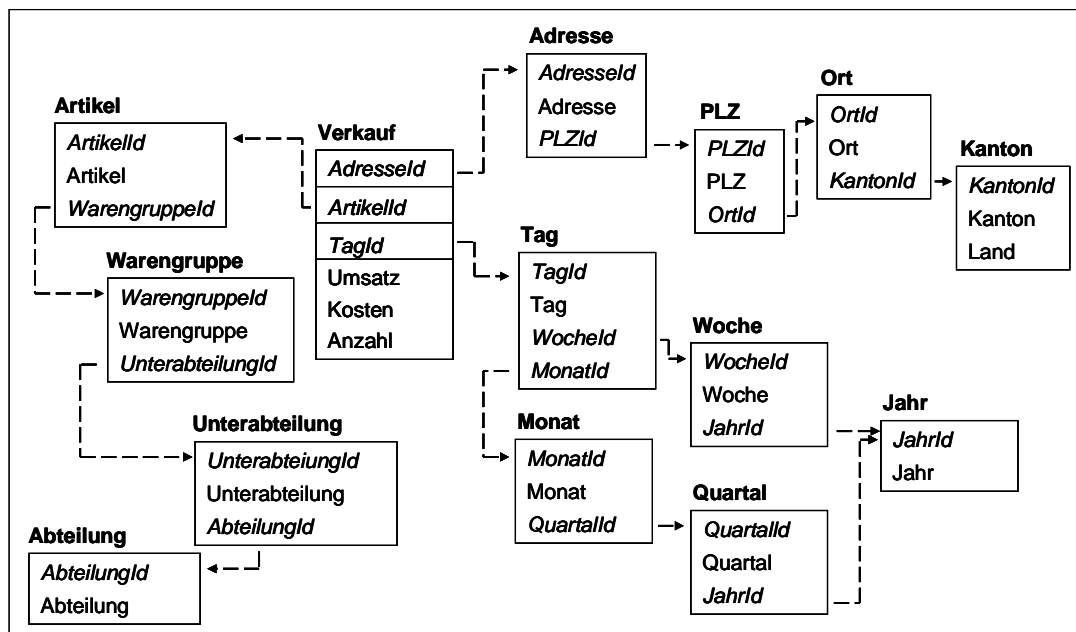 Adresse
AdresseId
Adresse
PLZId
Artikel
ArtikelId
Artikel
WarengruppeId
Verkauf
AdresseId
ArtikelId
TagId
Umsatz
Kosten
Anzahl
PLZ
PLZId
PLZ
OrtId
Ort
OrtId
Ort
KantonId
Kanton
KantonId
Kanton
Land
Warengruppe
WarengruppeId
Warengruppe
UnterabteilungId
Tag
TagId
Tag
WocheId
MonatId
Woche
WocheId
Woche
JahrId
Jahr
JahrId
Jahr
Unterabteilung
UnterabteiungId
Unterabteilung
AbteilungId
Monat
MonatId
Monat
QuartalId
Quartal
QuartalId
Quartal
JahrId
Abteilung
AbteilungId
Abteilung